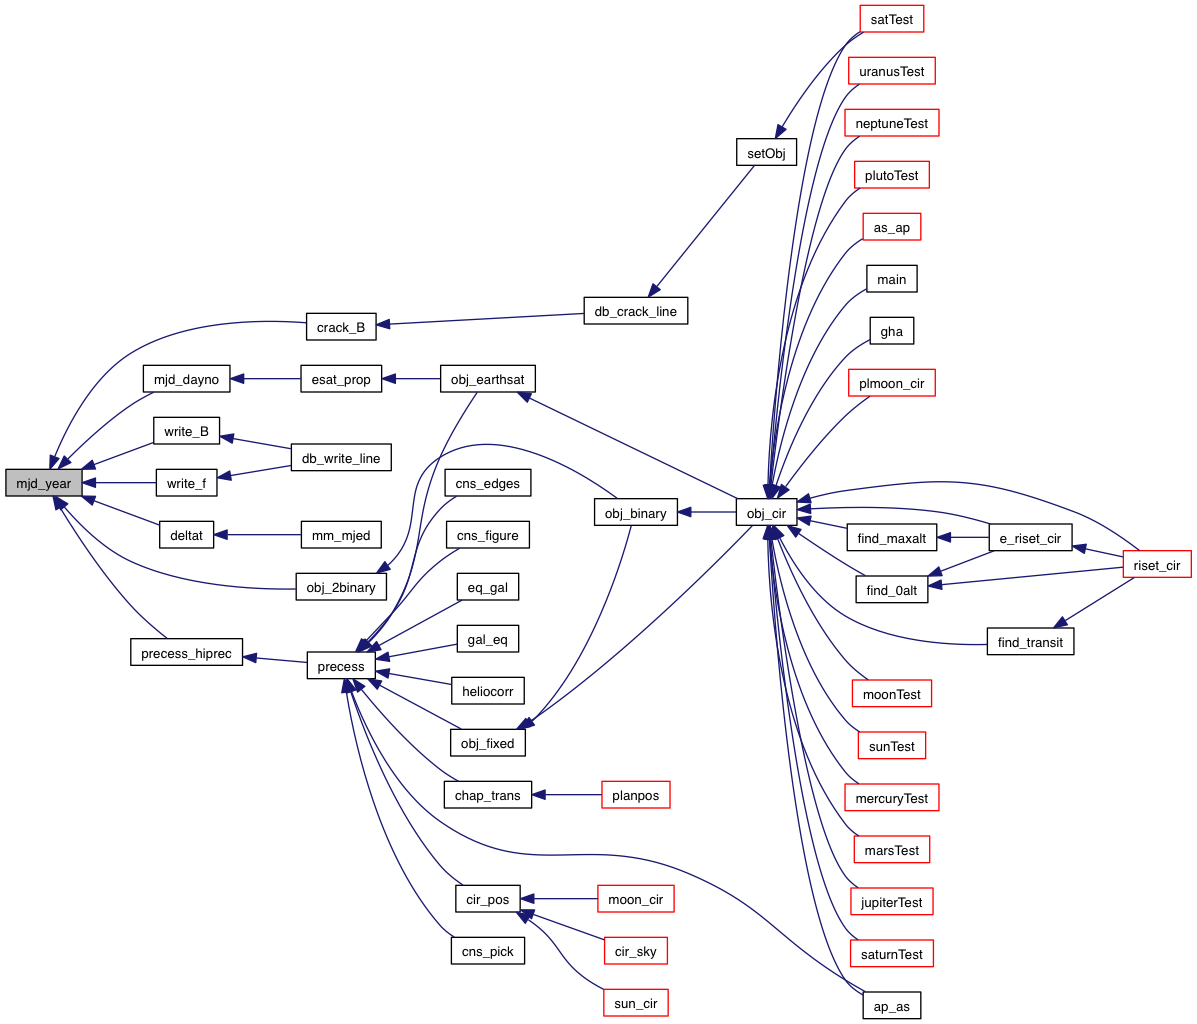 satTest
uranusTest
neptuneTest
setObj
plutoTest
as_ap
main
db_crack_line
crack_B
gha
mjd_dayno
esat_prop
obj_earthsat
plmoon_cir
write_B
db_write_line
mjd_year
write_f
cns_edges
obj_binary
obj_cir
deltat
mm_mjed
cns_figure
find_maxalt
e_riset_cir
riset_cir
obj_2binary
eq_gal
find_0alt
precess_hiprec
precess
gal_eq
find_transit
heliocorr
moonTest
obj_fixed
sunTest
chap_trans
planpos
mercuryTest
marsTest
cir_pos
moon_cir
jupiterTest
cns_pick
cir_sky
saturnTest
sun_cir
ap_as